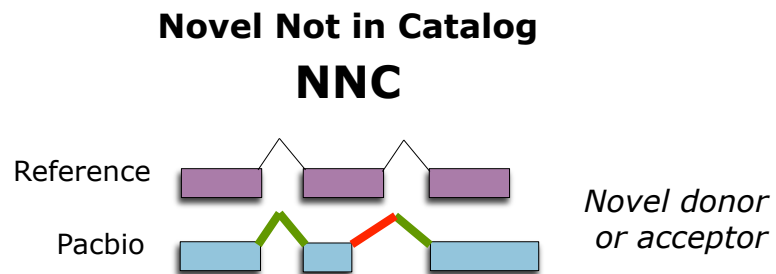 Novel Not in Catalog
NNC
Reference
Pacbio
Novel donor
or acceptor